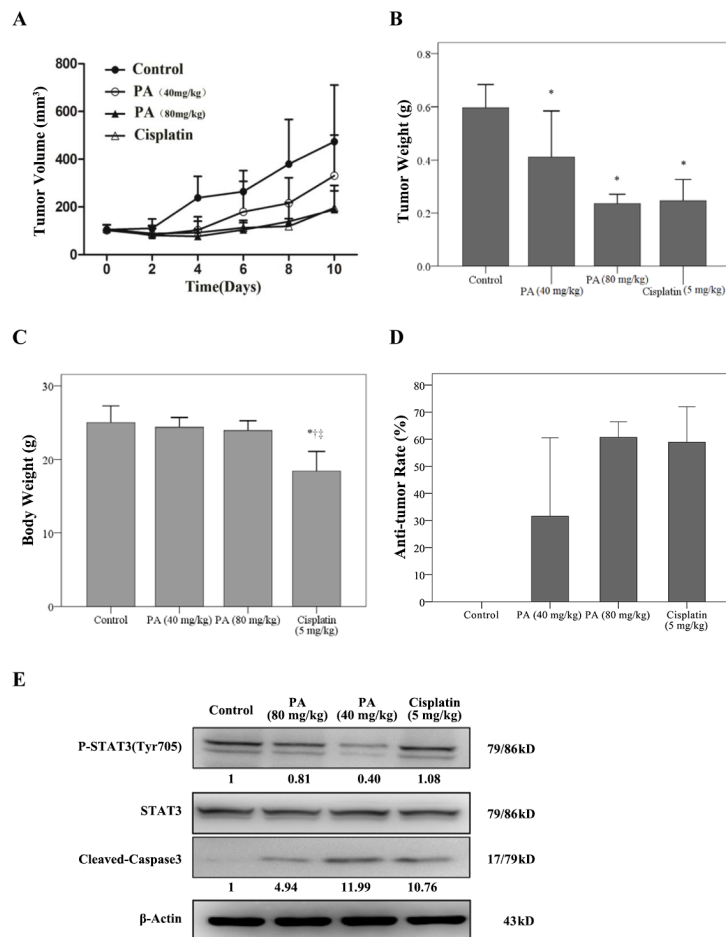 A
Tumor Volume (mm³)
800
600
400
200
0
Control
PA (40mg/kg)
PA (80mg/kg)
Cisplatin
0 2 4 6 8 10
Time(Days)
B
Tumor Weight (g)
0.8
0.6
0.4
0.2
0.0
*
*
*
Control
PA (40 mg/kg)
PA (80 mg/kg)
Cisplatin (5 mg/kg)
C
Body Weight (g)
30
20
10
0
*†‡
Control PA (40 mg/kg) PA (80 mg/kg) Cisplatin
(5 mg/kg)
D
Anti-tumor Rate (%)
80
70
60
50
40
30
20
10
0
Control PA (40 mg/kg) PA (80 mg/kg) Cisplatin
(5 mg/kg)
E
Control PA PA Cisplatin
(80 mg/kg) (40 mg/kg) (5 mg/kg)
P-STAT3(Tyr705) 79/86kD
1 0.81 0.40 1.08
STAT3 79/86kD
Cleaved-Caspase3 17/79kD
1 4.94 11.99 10.76
β-Actin 43kD